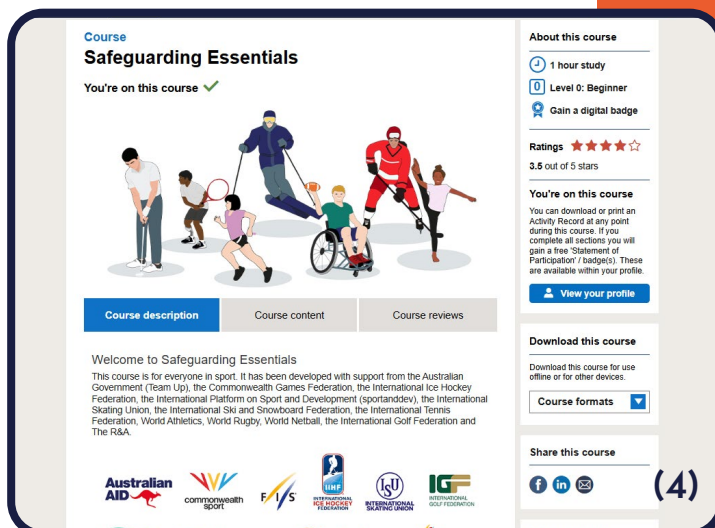 Course
Safeguarding Essentials
You're on this course
Course description
Course content
Course reviews
Welcome to Safeguarding Essentials
This course is for everyone in sport. It has been developed with support from the Australian
Government (Team Up), the Commonwealth Games Federation, the International Ice Hockey
Federation, the International Platform on Sport and Development (sportanddev), the International
Skating Union, the International Ski and Snowboard Federation, the International Tennis
Federation, World Athletics, World Rugby, World Netball, the International Golf Federation and
The R&A.
Australian
AID
commonwealth
sport
F/I/S
IIHF
INTERNATIONAL
ICE HOCKEY
FEDERATION
ISU
INTERNATIONAL
SKATING UNION
IGF
INTERNATIONAL
GOLF FEDERATION
About this course
1 hour study
0 Level 0: Beginner
Gain a digital badge
Ratings
3.5 out of 5 stars
You're on this course
You can download or print an
Activity Record at any point
during this course. If you
complete all sections you will
gain a free 'Statement of
Participation' / badge(s). These
are available within your profile.
View your profile
Download this course
Download this course for use
offline or for other devices.
Course formats
Share this course
f in
(4)